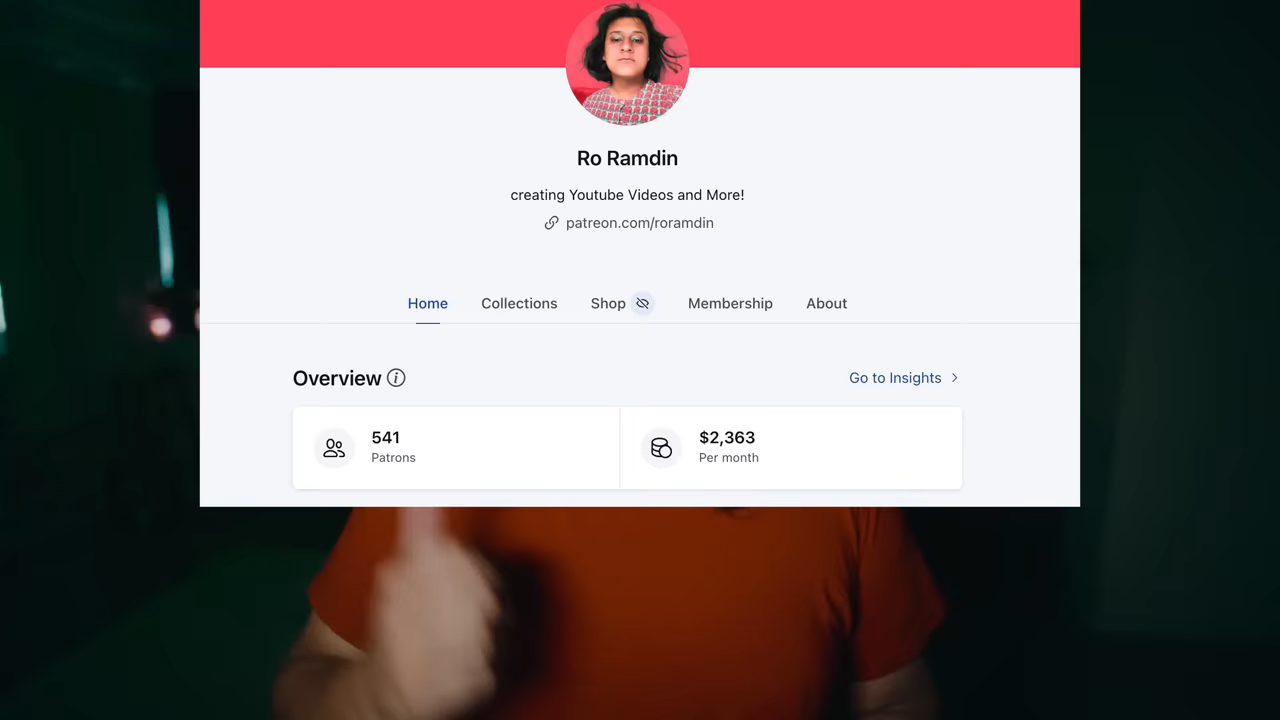 Ro Ramdin
creating Youtube Videos and More!
patreon.com/roramdin
Home Collections Shop Membership About
Overview Go to Insights
541 $2,363
Patrons Per month